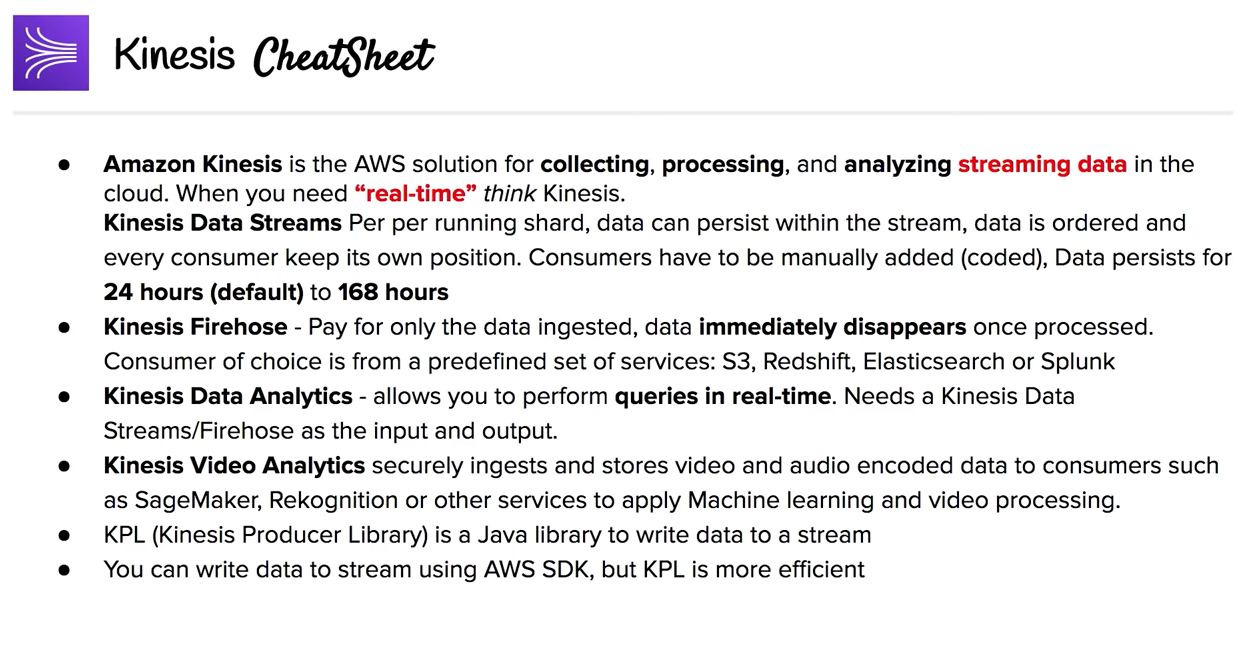 Kinesis CheatSheet
● Amazon Kinesis is the AWS solution for collecting, processing, and analyzing streaming data in the
cloud. When you need “real-time” think Kinesis.
Kinesis Data Streams Per per running shard, data can persist within the stream, data is ordered and
every consumer keep its own position. Consumers have to be manually added (coded), Data persists for
24 hours (default) to 168 hours
● Kinesis Firehose - Pay for only the data ingested, data immediately disappears once processed.
Consumer of choice is from a predefined set of services: S3, Redshift, Elasticsearch or Splunk
● Kinesis Data Analytics - allows you to perform queries in real-time. Needs a Kinesis Data
Streams/Firehose as the input and output.
● Kinesis Video Analytics securely ingests and stores video and audio encoded data to consumers such
as SageMaker, Rekognition or other services to apply Machine learning and video processing.
● KPL (Kinesis Producer Library) is a Java library to write data to a stream
● You can write data to stream using AWS SDK, but KPL is more efficient